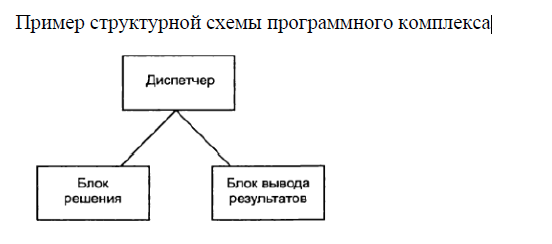 Пример структурной схемы программного комплекса
Диспетчер
Блок
решения
Блок вывода
результатов